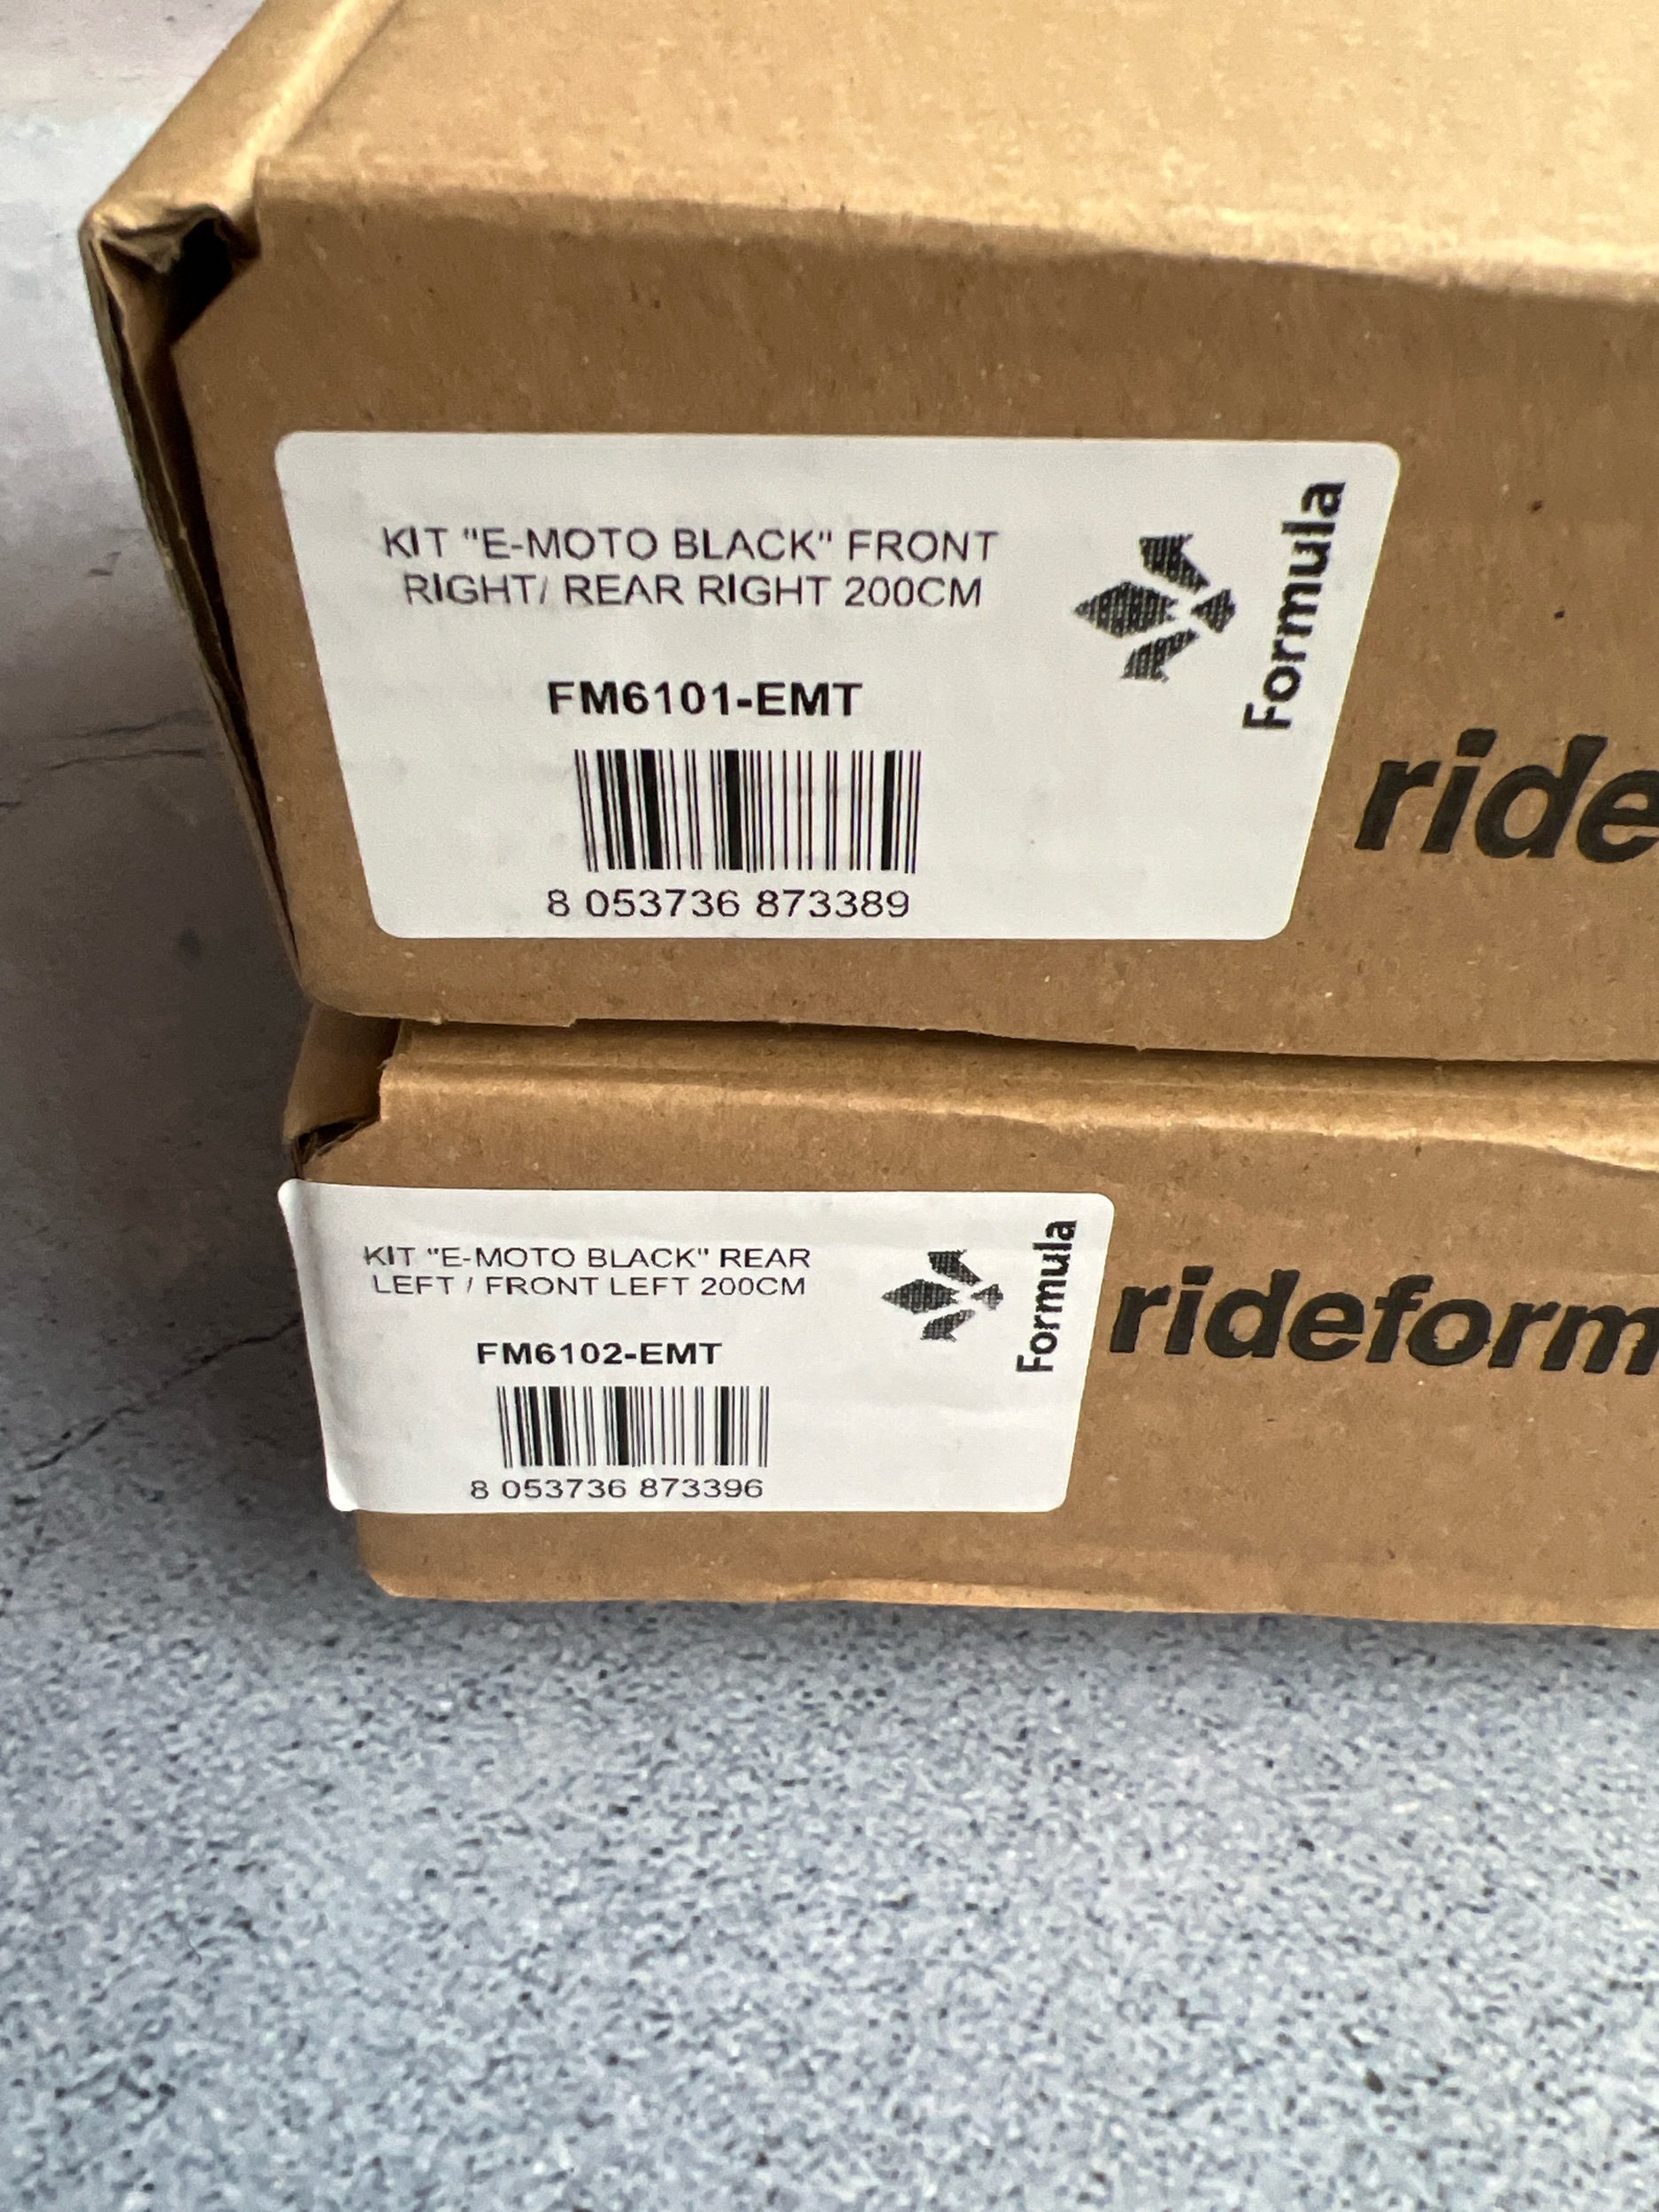 KIT "E-MOTO BLACK" FRONT
RIGHT/ REAR RIGHT 200CM
FM6101-EMT
8 053736 873389
Formula
ride
KIT "E-MOTO BLACK" REAR
LEFT / FRONT LEFT 200CM
FM6102-EMT
8 053736 873396
Formula
rideform